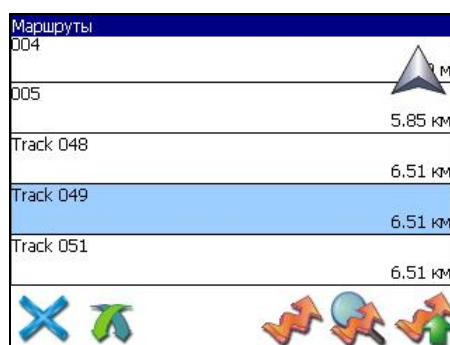 Маршруты
004
м
005
5.85 км
Track 048
6.51 км
Track 049
6.51 км
Track 051
6.51 км